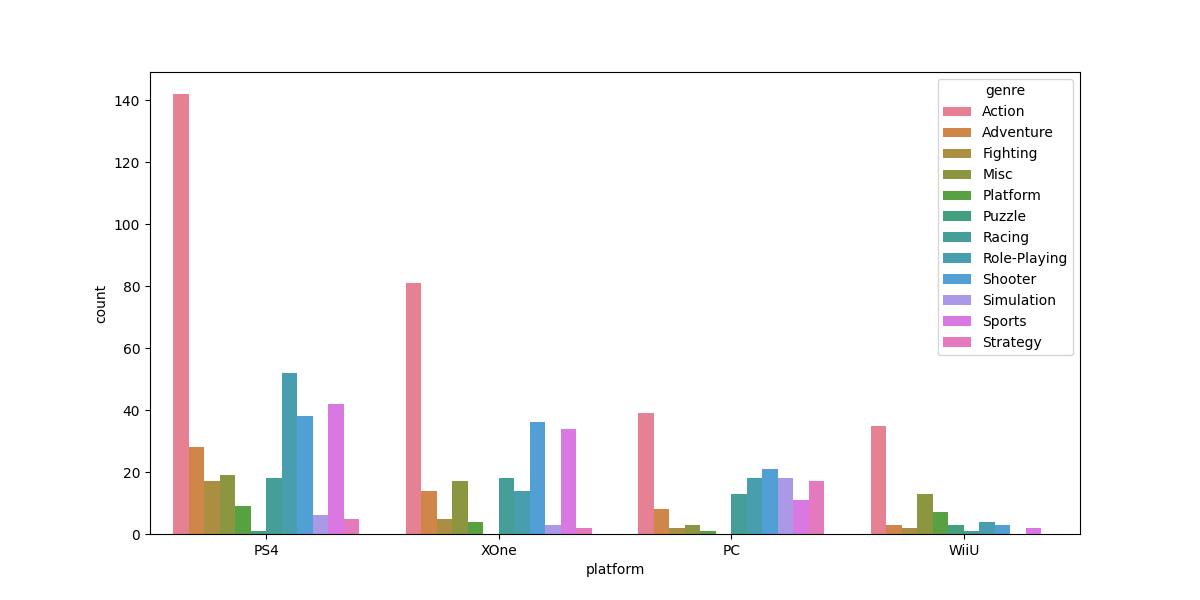 140
120
100
80
60
40
20
0
count
PS4
XOne
PC
WiiU
platform
genre
Action
Adventure
Fighting
Misc
Platform
Puzzle
Racing
Role-Playing
Shooter
Simulation
Sports
Strategy